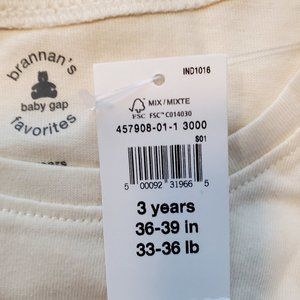 brannan's
baby gap
favorites
IND1016
MIX/MIXTE
FSC FSC™ C014030
457908-01-1 3000
S01
5 00092 31966 5
3 years
36-39 in
33-36 lb